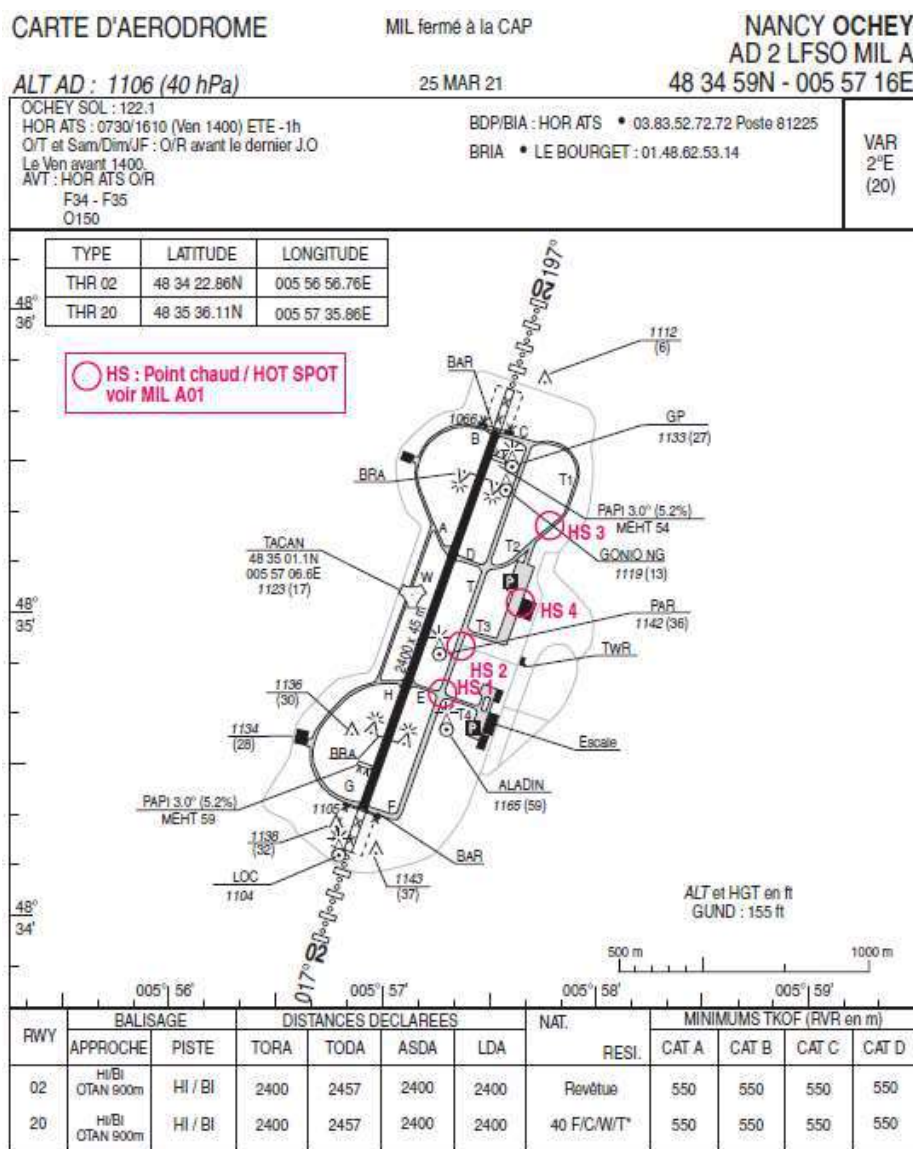 CARTE D'AERODROME
MIL fermé à la CAP
NANCY OCHEY
AD 2 LFSO MIL A
ALT AD : 1106 (40 hPa)
25 MAR 21
48 34 59N - 005 57 16E
OCHEY SOL : 122.1
HOR ATS : 0730/1610 (Ven 1400) ETE -1h
O/T et Sam/Dim/JF : O/R avant le dernier J.O
Le Ven avant 1400.
AVT : HOR ATS O/R
F34 - F35
O150
BDP/BIA : HOR ATS • 03.83.52.72.72 Poste 81225
BRIA • LE BOURGET : 01.48.62.53.14
VAR
2°E
(20)
TYPE LATITUDE LONGITUDE
THR 02 48 34 22.86N 005 56 56.76E
THR 20 48 35 36.11N 005 57 35.86E
HS : Point chaud / HOT SPOT
voir MIL A01
48°
36'
197°
02
1112
(6)
BAR
1066
B
C
GP
1133 (27)
BRA
T1
PAPI 3.0° (5.2%)
MEHT 54
HS 3
A
D
T2
GONIO NG
1119 (13)
TACAN
48 35 01.1N
005 57 06.6E
1123 (17)
W
T
P
HS 4
48°
35'
T3
PAR
1142 (36)
2400 x 45 m
TWR
HS 2
HS 1
1136
(30)
H
E
T4
P
1134
(28)
Escale
BRA
ALADIN
1165 (59)
G
F
PAPI 3.0° (5.2%)
MEHT 59
1105
1138
(32)
BAR
LOC
1104
1143
(37)
48°
34'
ALT et HGT en ft
GUND : 155 ft
02
017°
500 m
1000 m
005° 56'
005° 57'
005° 58'
005° 59'
RWY BALISAGE DISTANCES DECLAREES NAT. MINIMUMS TKOF (RVR en m)
APPROCHE PISTE TORA TODA ASDA LDA RESI. CAT A CAT B CAT C CAT D
02 HI/BI OTAN 900m HI / BI 2400 2457 2400 2400 Revêtue 550 550 550 550
20 HI/BI OTAN 900m HI / BI 2400 2457 2400 2400 40 F/C/W/T* 550 550 550 550